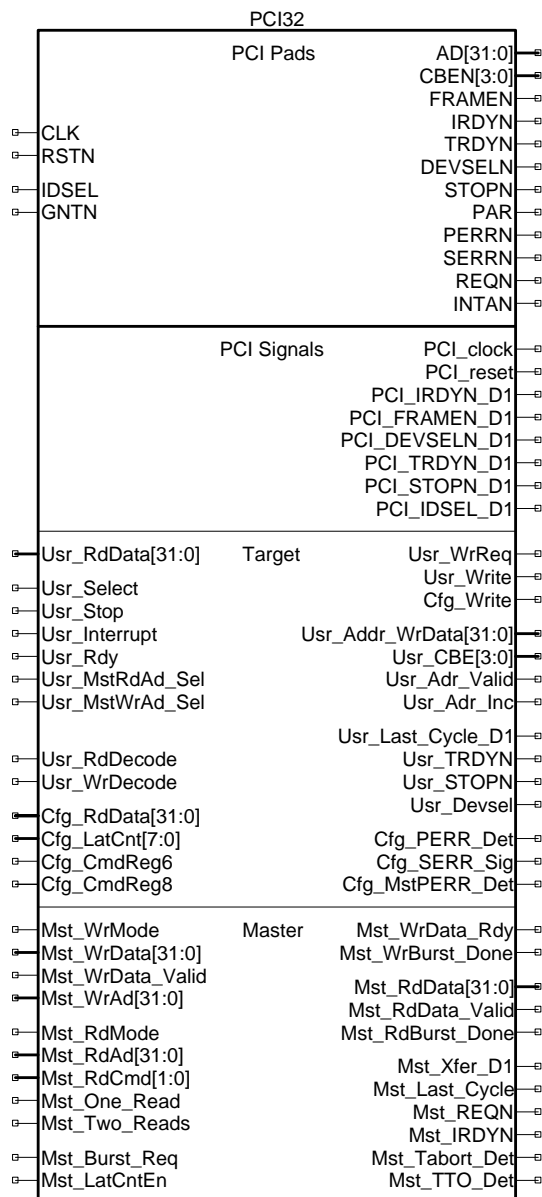 PCI32
PCI Pads AD[31:0]
CBEN[3:0]
FRAMEN
IRDYN
CLK
TRDYN
RSTN
DEVSELN
IDSEL STOPN
GNTN PAR
PERRN
SERRN
REQN
INTAN
PCI Signals PCI_clock
PCI_reset
PCI_IRDYN_D1
PCI_FRAMEN_D1
PCI_DEVSELN_D1
PCI_TRDYN_D1
PCI_STOPN_D1
PCI_IDSEL_D1
Usr_RdData[31:0] Target Usr_WrReq
Usr_Write
Usr_Select
Cfg_Write
Usr_Stop
Usr_Interrupt Usr_Addr_WrData[31:0]
Usr_Rdy Usr_CBE[3:0]
Usr_MstRdAd_Sel Usr_Adr_Valid
Usr_MstWrAd_Sel Usr_Adr_Inc
Usr_Last_Cycle_D1
Usr_RdDecode Usr_TRDYN
Usr_WrDecode Usr_STOPN
Usr_Devsel
Cfg_RdData[31:0]
Cfg_LatCnt[7:0] Cfg_PERR_Det
Cfg_CmdReg6 Cfg_SERR_Sig
Cfg_CmdReg8 Cfg_MstPERR_Det
Mst_WrMode Master Mst_WrData_Rdy
Mst_WrData[31:0] Mst_WrBurst_Done
Mst_WrData_Valid
Mst_RdData[31:0]
Mst_WrAd[31:0]
Mst_RdData_Valid
Mst_RdMode Mst_RdBurst_Done
Mst_RdAd[31:0]
Mst_Xfer_D1
Mst_RdCmd[1:0]
Mst_Last_Cycle
Mst_One_Read
Mst_REQN
Mst_Two_Reads
Mst_IRDYN
Mst_Burst_Req Mst_Tabort_Det
Mst_LatCntEn Mst_TTO_Det